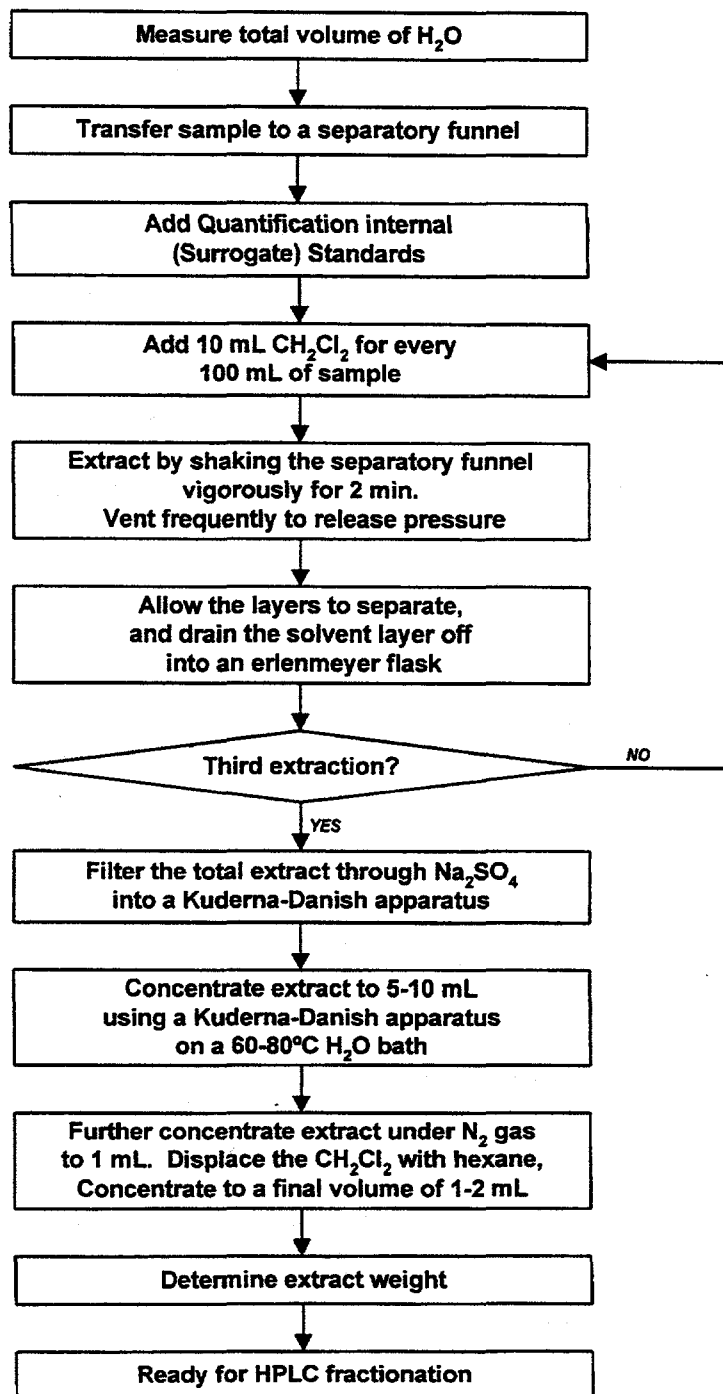 Measure total volume of H₂O
Transfer sample to a separatory funnel
Add Quantification internal
(Surrogate) Standards
Add 10 mL CH₂Cl₂ for every
100 mL of sample
Extract by shaking the separatory funnel
vigorously for 2 min.
Vent frequently to release pressure
Allow the layers to separate,
and drain the solvent layer off
into an erlenmeyer flask
Third extraction?
NO
YES
Filter the total extract through Na₂SO₄
into a Kuderna-Danish apparatus
Concentrate extract to 5-10 mL
using a Kuderna-Danish apparatus
on a 60-80ºC H₂O bath
Further concentrate extract under N₂ gas
to 1 mL. Displace the CH₂Cl₂ with hexane,
Concentrate to a final volume of 1-2 mL
Determine extract weight
Ready for HPLC fractionation